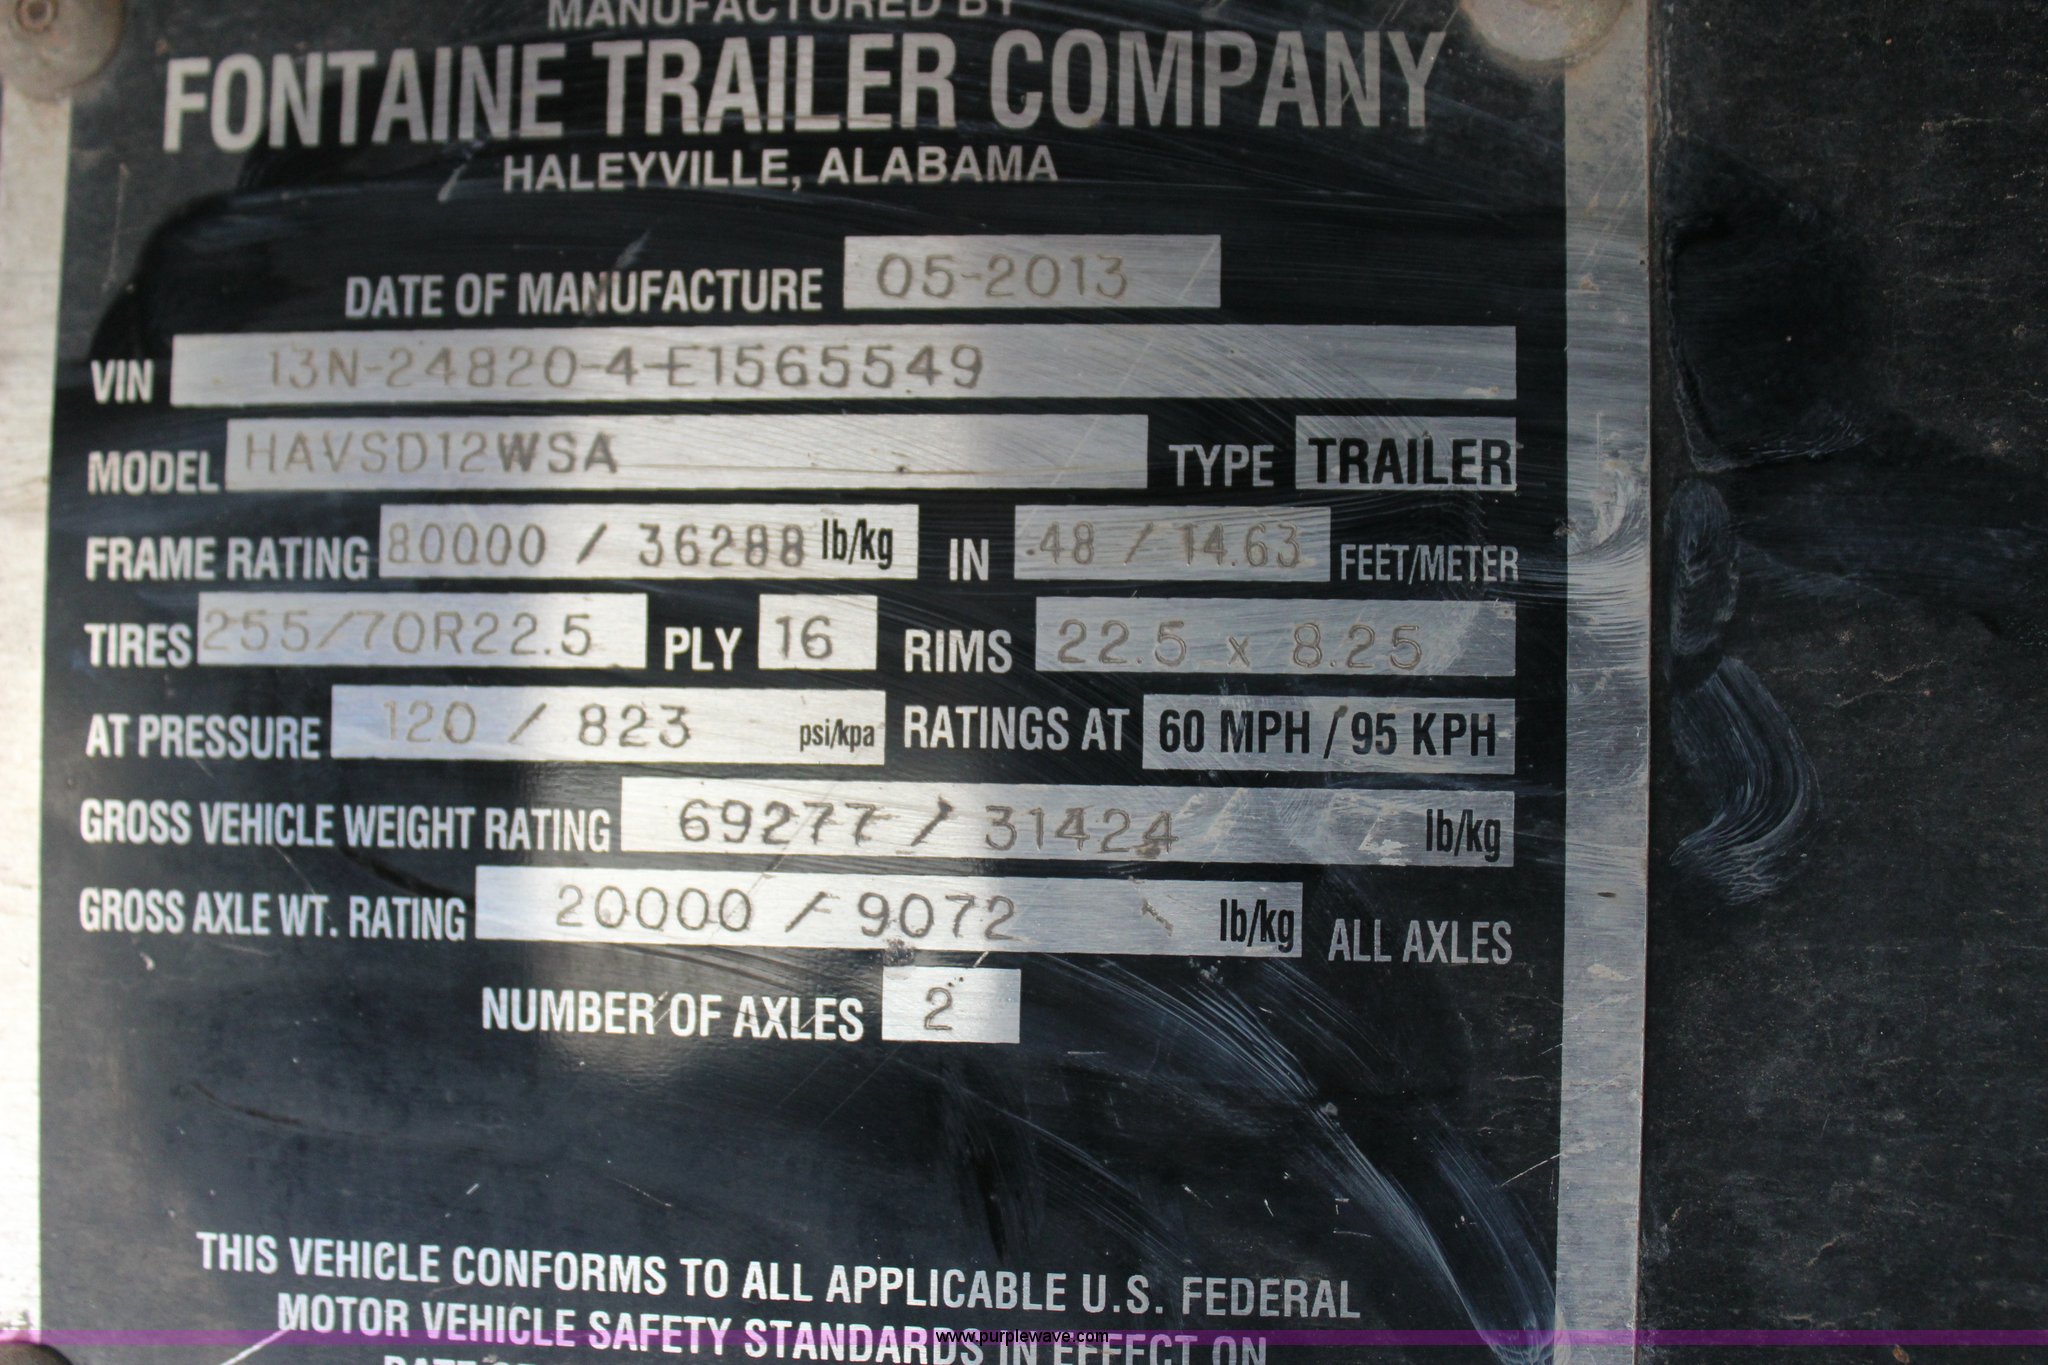 MANUFACTURED BY
FONTAINE TRAILER COMPANY
HALEYVILLE, ALABAMA
DATE OF MANUFACTURE 05-2013
VIN 13N-24820-4-E1565549
MODEL HAVSD12WSA TYPE TRAILER
FRAME RATING 80000 / 36288 lb/kg IN .48 / 14.63 FEET/METER
TIRES 255/70R22.5 PLY 16 RIMS 22.5 x 8.25
AT PRESSURE 120 / 823 psi/kpa RATINGS AT 60 MPH / 95 KPH
GROSS VEHICLE WEIGHT RATING 69277 / 31424 lb/kg
GROSS AXLE WT. RATING 20000 / 9072 lb/kg ALL AXLES
NUMBER OF AXLES 2
THIS VEHICLE CONFORMS TO ALL APPLICABLE U.S. FEDERAL
MOTOR VEHICLE SAFETY STANDARDS IN EFFECT ON
www.purplewave.com